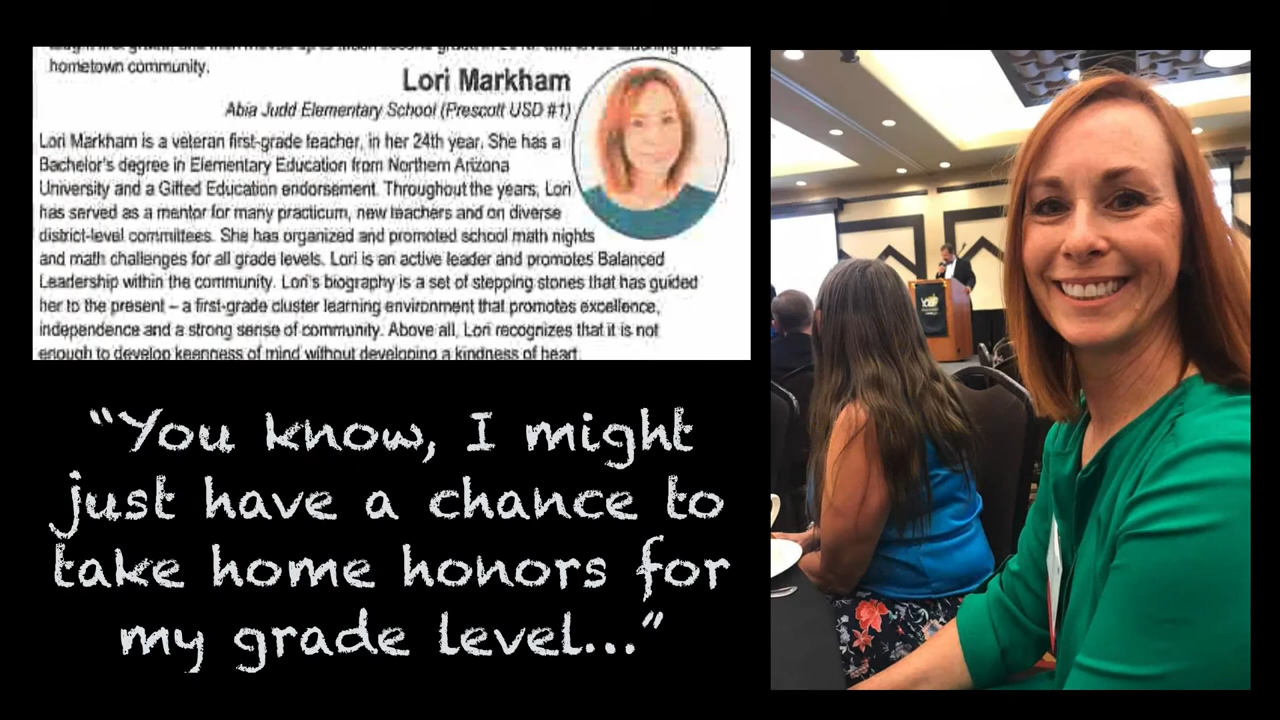 hometown community.
Lori Markham
Abia Judd Elementary School (Prescott USD #1)
Lori Markham is a veteran first-grade teacher, in her 24th year. She has a
Bachelor's degree in Elementary Education from Northern Arizona
University and a Gifted Education endorsement. Throughout the years, Lori
has served as a mentor for many practicum, new teachers and on diverse
district-level committees. She has organized and promoted school math nights
and math challenges for all grade levels. Lori is an active leader and promotes Balanced
Leadership within the community. Lori's biography is a set of stepping stones that has guided
her to the present – a first-grade cluster learning environment that promotes excellence,
independence and a strong sense of community. Above all, Lori recognizes that it is not
enough to develop keenness of mind without developing a kindness of heart
“You know, I might
just have a chance to
take home honors for
my grade level...”